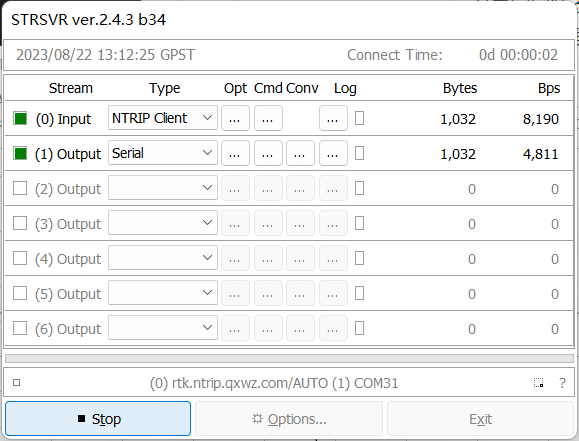 STRSVR ver.2.4.3 b34
2023/08/22 13:12:25 GPST Connect Time: 0d 00:00:02
Stream Type Opt Cmd Conv Log Bytes Bps
(0) Input NTRIP Client ... ... ... 1,032 8,190
(1) Output Serial ... ... ... ... 1,032 4,811
(2) Output ... ... ... ... 0 0
(3) Output ... ... ... ... 0 0
(4) Output ... ... ... ... 0 0
(5) Output ... ... ... ... 0 0
(6) Output ... ... ... ... 0 0
(0) rtk.ntrip.qxwz.com/AUTO (1) COM31 ?
Stop Options... Exit